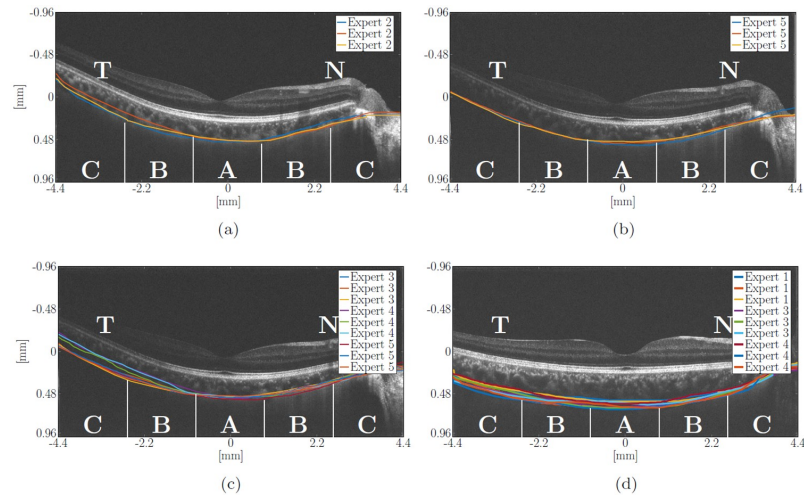 -0.96
-0.48
0
0.48
0.96
[mm]
T
N
Expert 2
Expert 2
Expert 2
C B A B C
-4.4 -2.2 0 2.2 4.4
[mm]
(a)
-0.96
-0.48
0
0.48
0.96
[mm]
T
N
Expert 5
Expert 5
Expert 5
C B A B C
-4.4 -2.2 0 2.2 4.4
[mm]
(b)
-0.96
-0.48
0
0.48
0.96
[mm]
T
N
Expert 3
Expert 3
Expert 3
Expert 4
Expert 4
Expert 4
Expert 5
Expert 5
Expert 5
C B A B C
-4.4 -2.2 0 2.2 4.4
[mm]
(c)
-0.96
-0.48
0
0.48
0.96
[mm]
T
N
Expert 1
Expert 1
Expert 1
Expert 3
Expert 3
Expert 3
Expert 4
Expert 4
Expert 4
C B A B C
-4.4 -2.2 0 2.2 4.4
[mm]
(d)